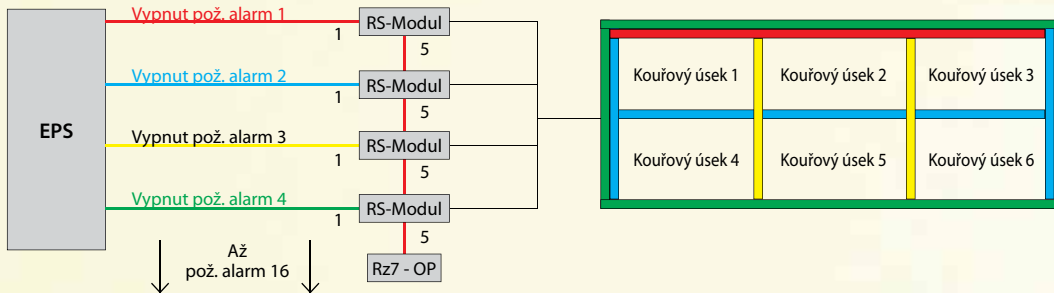 Vypnut pož. alarm 1
1
RS-Modul
5
Vypnut pož. alarm 2
1
RS-Modul
5
EPS
Vypnut pož. alarm 3
1
RS-Modul
5
Vypnut pož. alarm 4
1
RS-Modul
5
Až
pož. alarm 16
Rz7 - OP
Kouřový úsek 1
Kouřový úsek 2
Kouřový úsek 3
Kouřový úsek 4
Kouřový úsek 5
Kouřový úsek 6